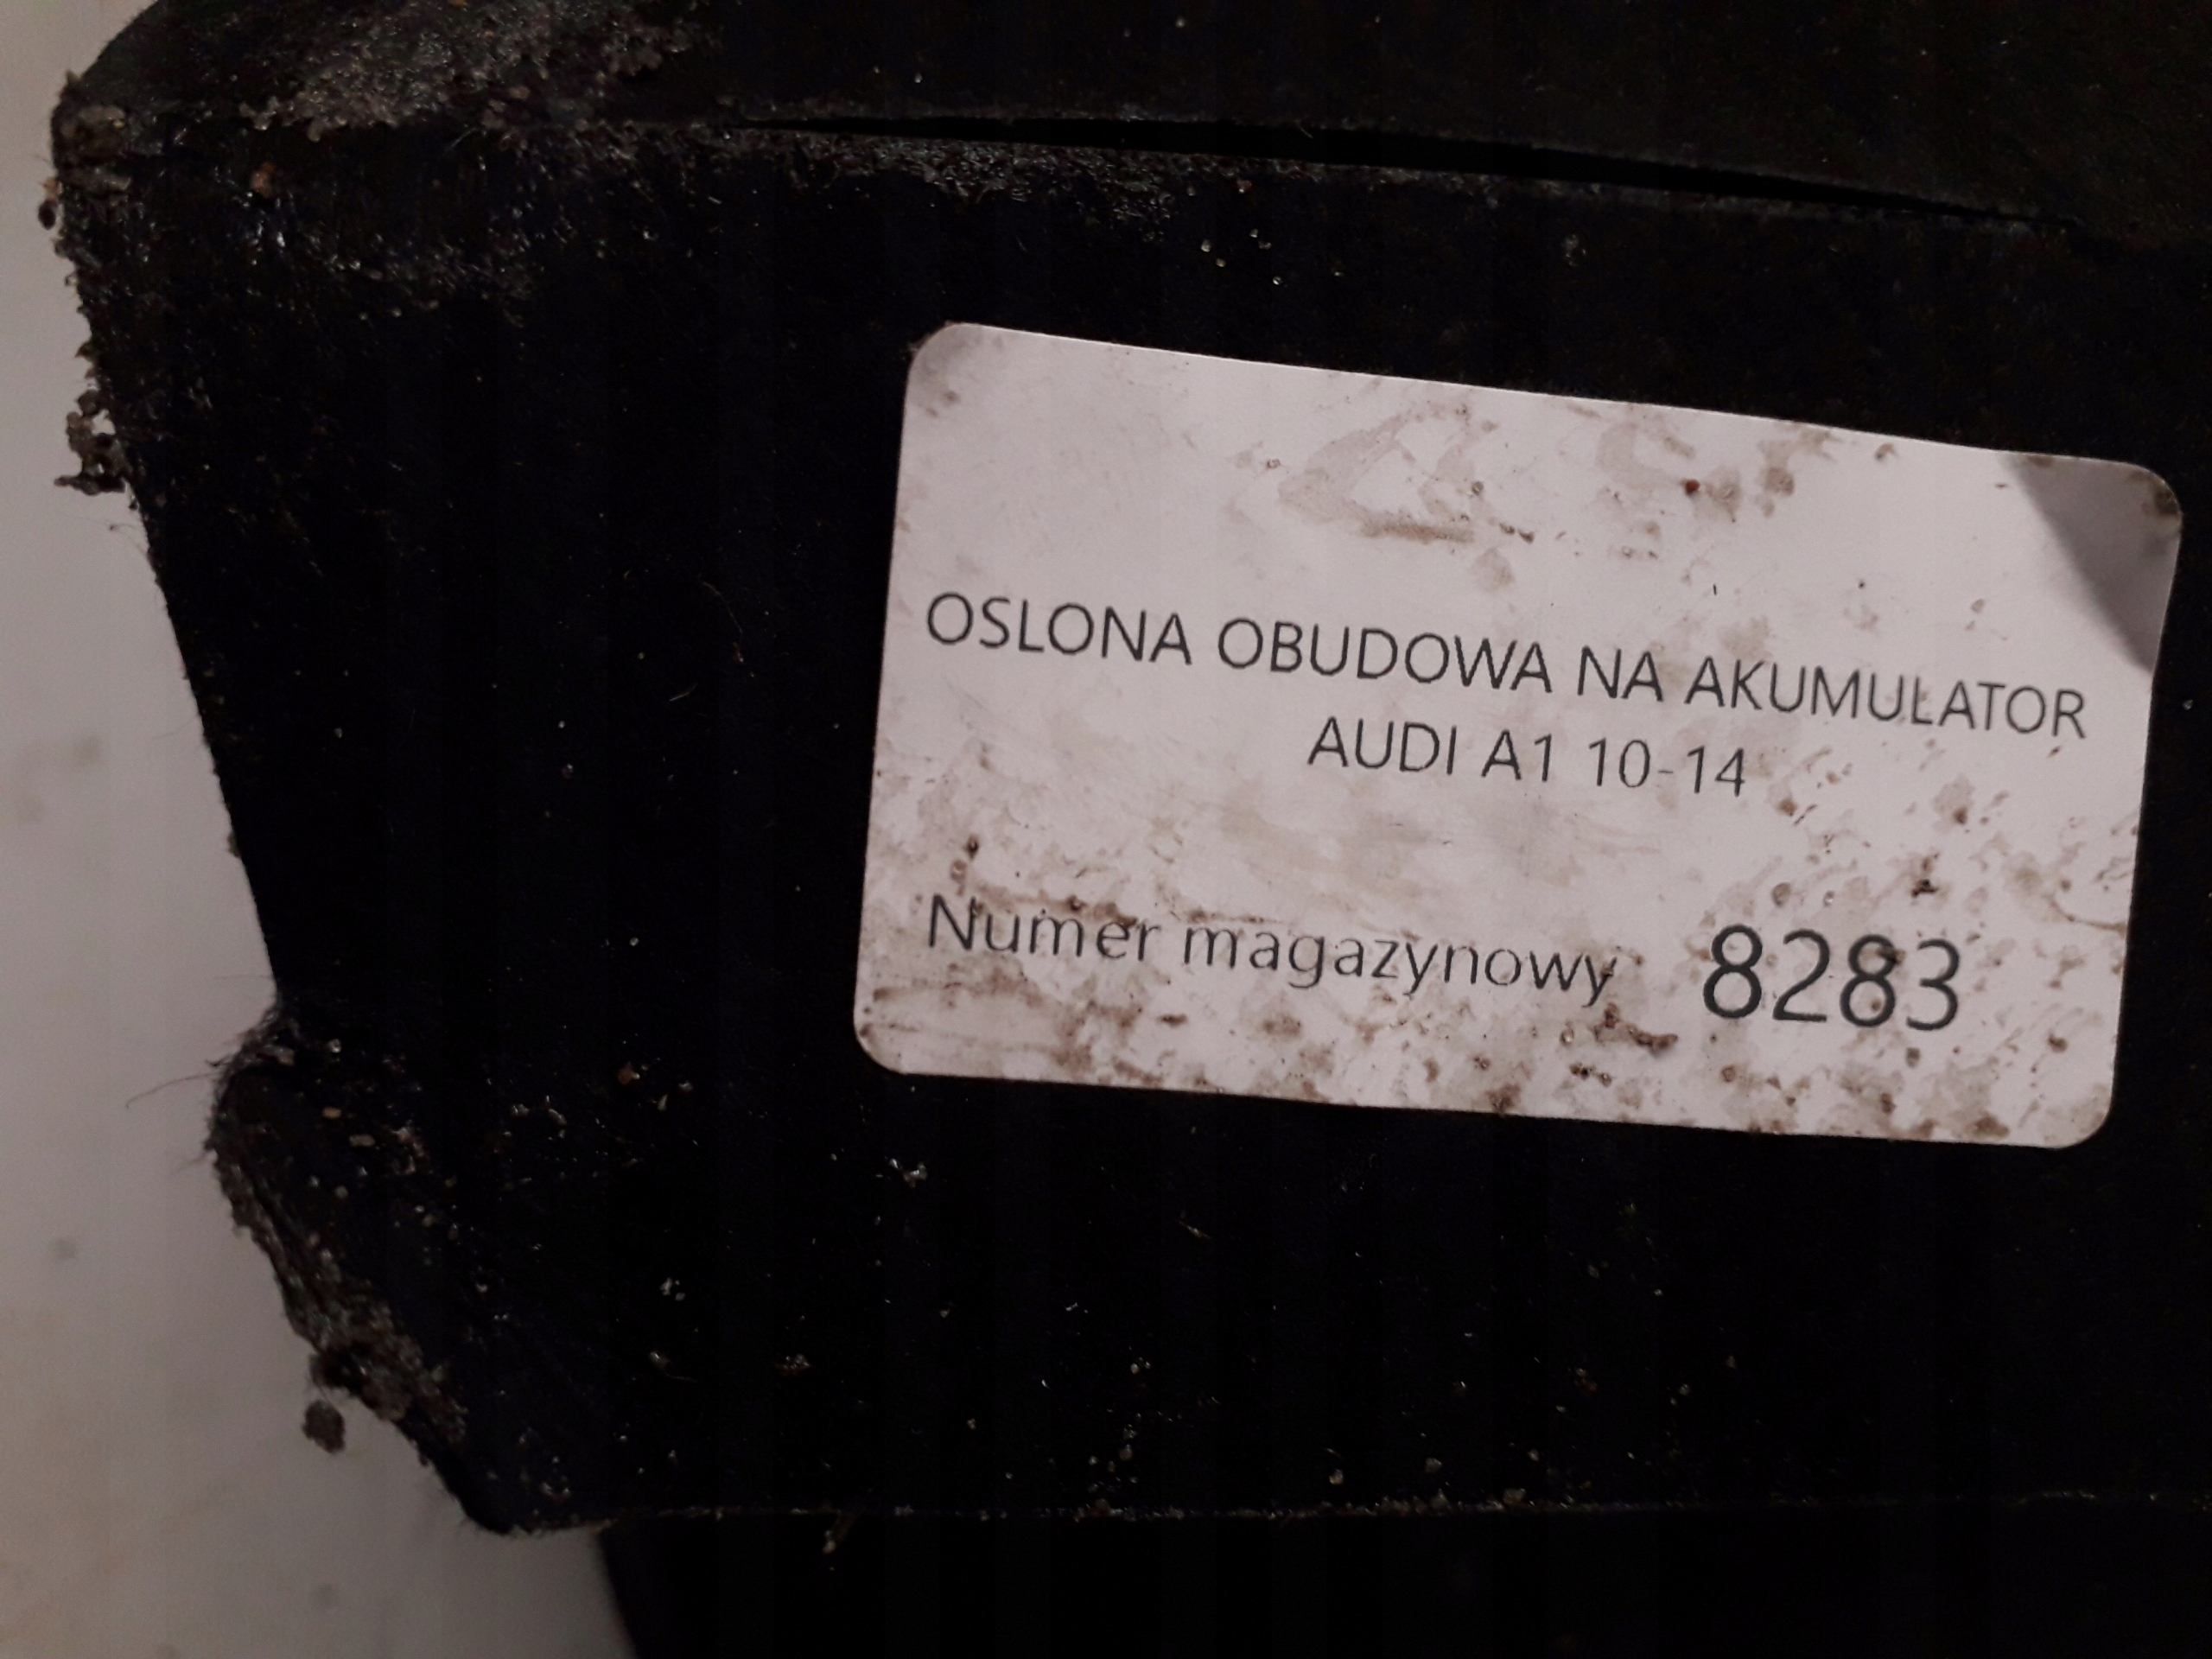 OSLONA OBUDOWA NA AKUMULATOR
AUDI A1 10-14
Numer magazynowy 8283